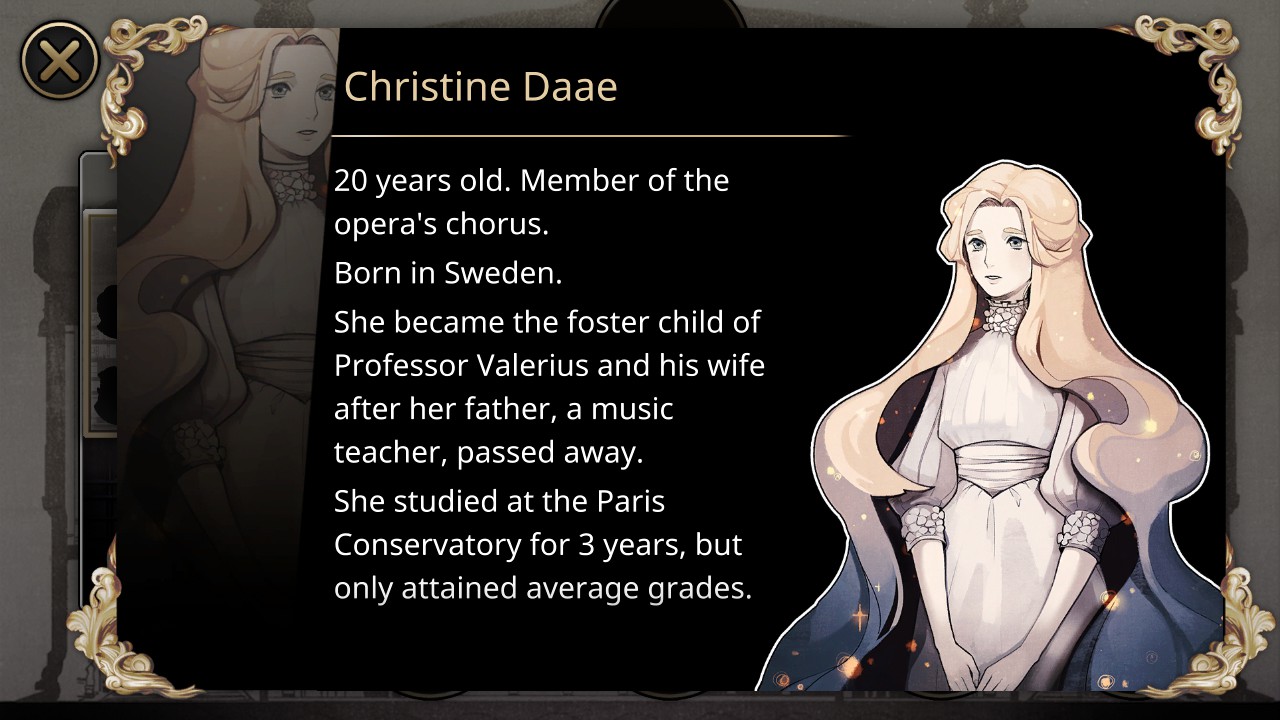 Christine Daae
20 years old. Member of the
opera's chorus.
Born in Sweden.
She became the foster child of
Professor Valerius and his wife
after her father, a music
teacher, passed away.
She studied at the Paris
Conservatory for 3 years, but
only attained average grades.